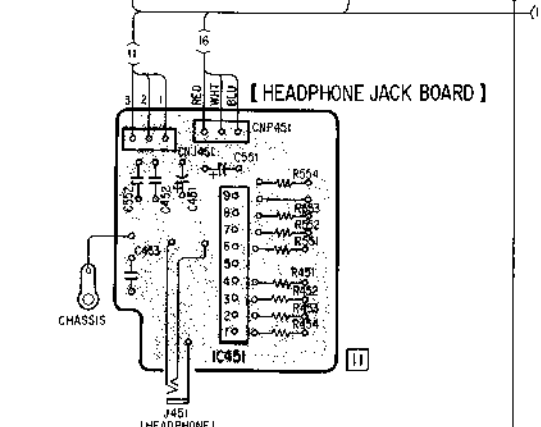 11
16
3 2 1
RED
WHT
BLU
[ HEADPHONE JACK BOARD ]
CNP451
CNJ451
C551
R554
C552
C452
C451
9
8
7
6
5
4
3
2
1
R553
R552
R551
C453
R451
R452
R453
R454
CHASSIS
IC451
11
J451
(HEADPHONE)